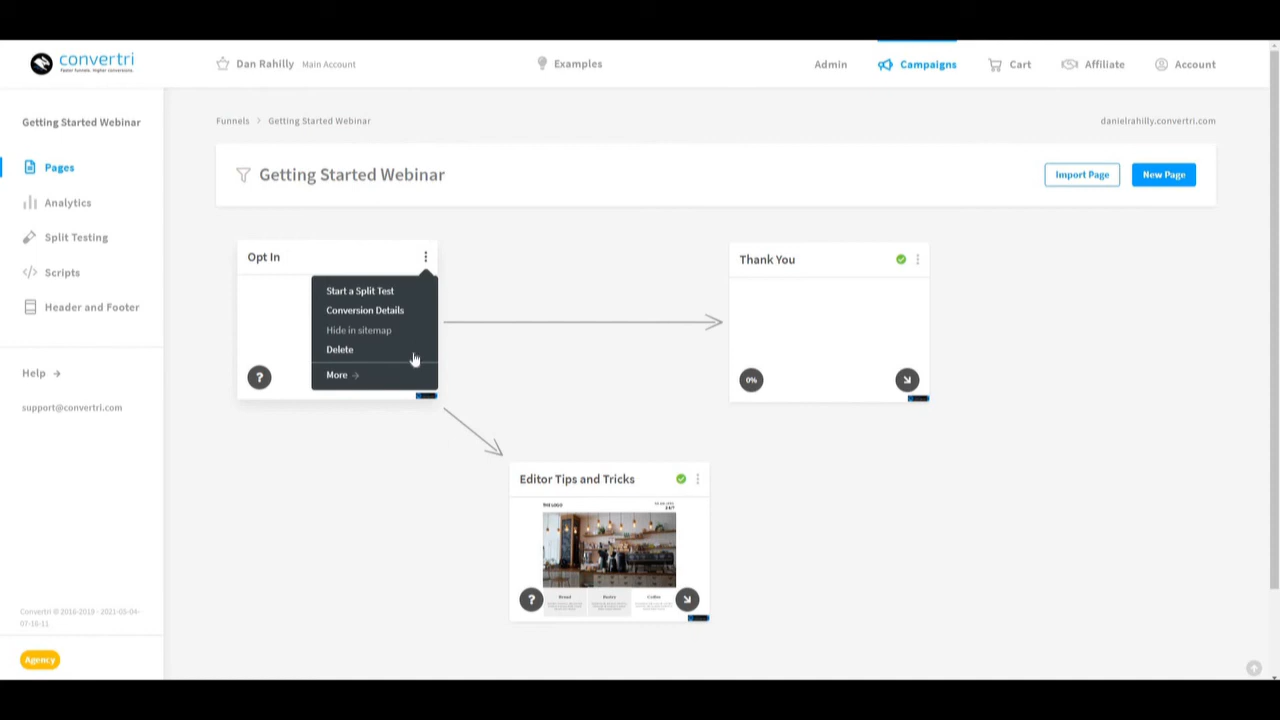 convertri
Faster funnels. Higher conversions.
Dan Rahilly Main Account
Examples
Admin
Campaigns
Cart
Affiliate
Account
Getting Started Webinar
Pages
Analytics
Split Testing
Scripts
Header and Footer
Help
support@convertri.com
Agency
Funnels > Getting Started Webinar
danielrahilly.convertri.com
Getting Started Webinar
Import Page
New Page
Opt In
Start a Split Test
Conversion Details
Hide in sitemap
Delete
More
?
Thank You
0%
Editor Tips and Tricks
THE LOGO
Bread
Coffee
?